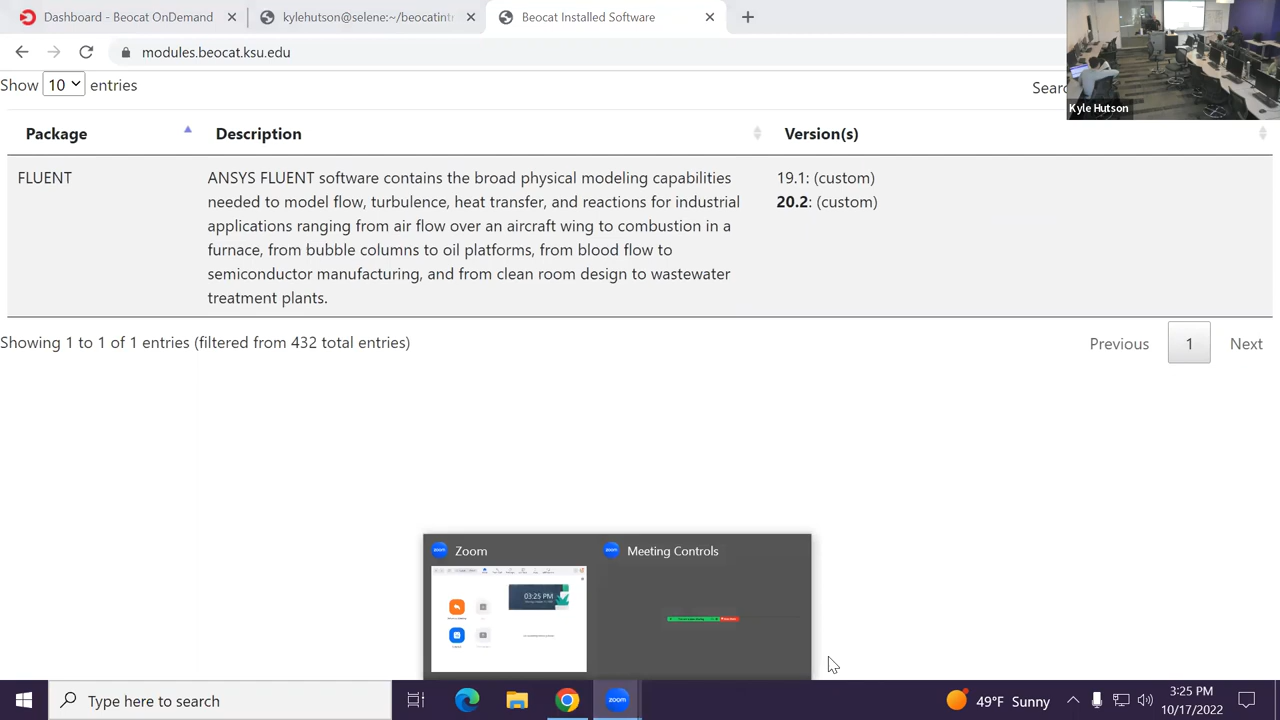 Dashboard - Beocat OnDemand
kylehutson@selene:~/beocatint
Beocat Installed Software
modules.beocat.ksu.edu
Show 10 entries
Kyle Hutson
Package
Description
Version(s)
FLUENT
ANSYS FLUENT software contains the broad physical modeling capabilities
needed to model flow, turbulence, heat transfer, and reactions for industrial
applications ranging from air flow over an aircraft wing to combustion in a
furnace, from bubble columns to oil platforms, from blood flow to
semiconductor manufacturing, and from clean room design to wastewater
treatment plants.
19.1: (custom)
20.2: (custom)
Showing 1 to 1 of 1 entries (filtered from 432 total entries)
Previous
1
Next
zoom Zoom
03:25 PM
zoom Meeting Controls
Type here to search
zoom
49°F Sunny
3:25 PM
10/17/2022